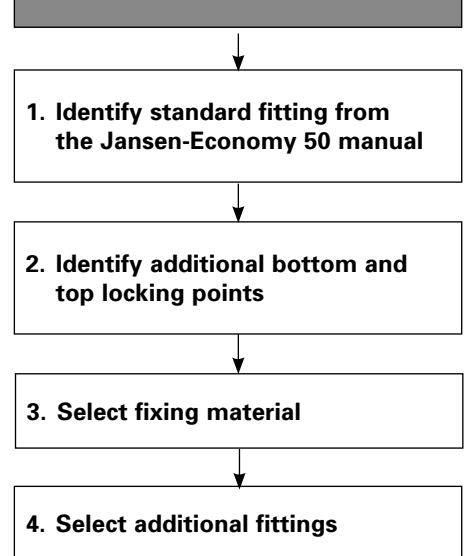 1. Identify standard fitting from
the Jansen-Economy 50 manual
2. Identify additional bottom and
top locking points
3. Select fixing material
4. Select additional fittings